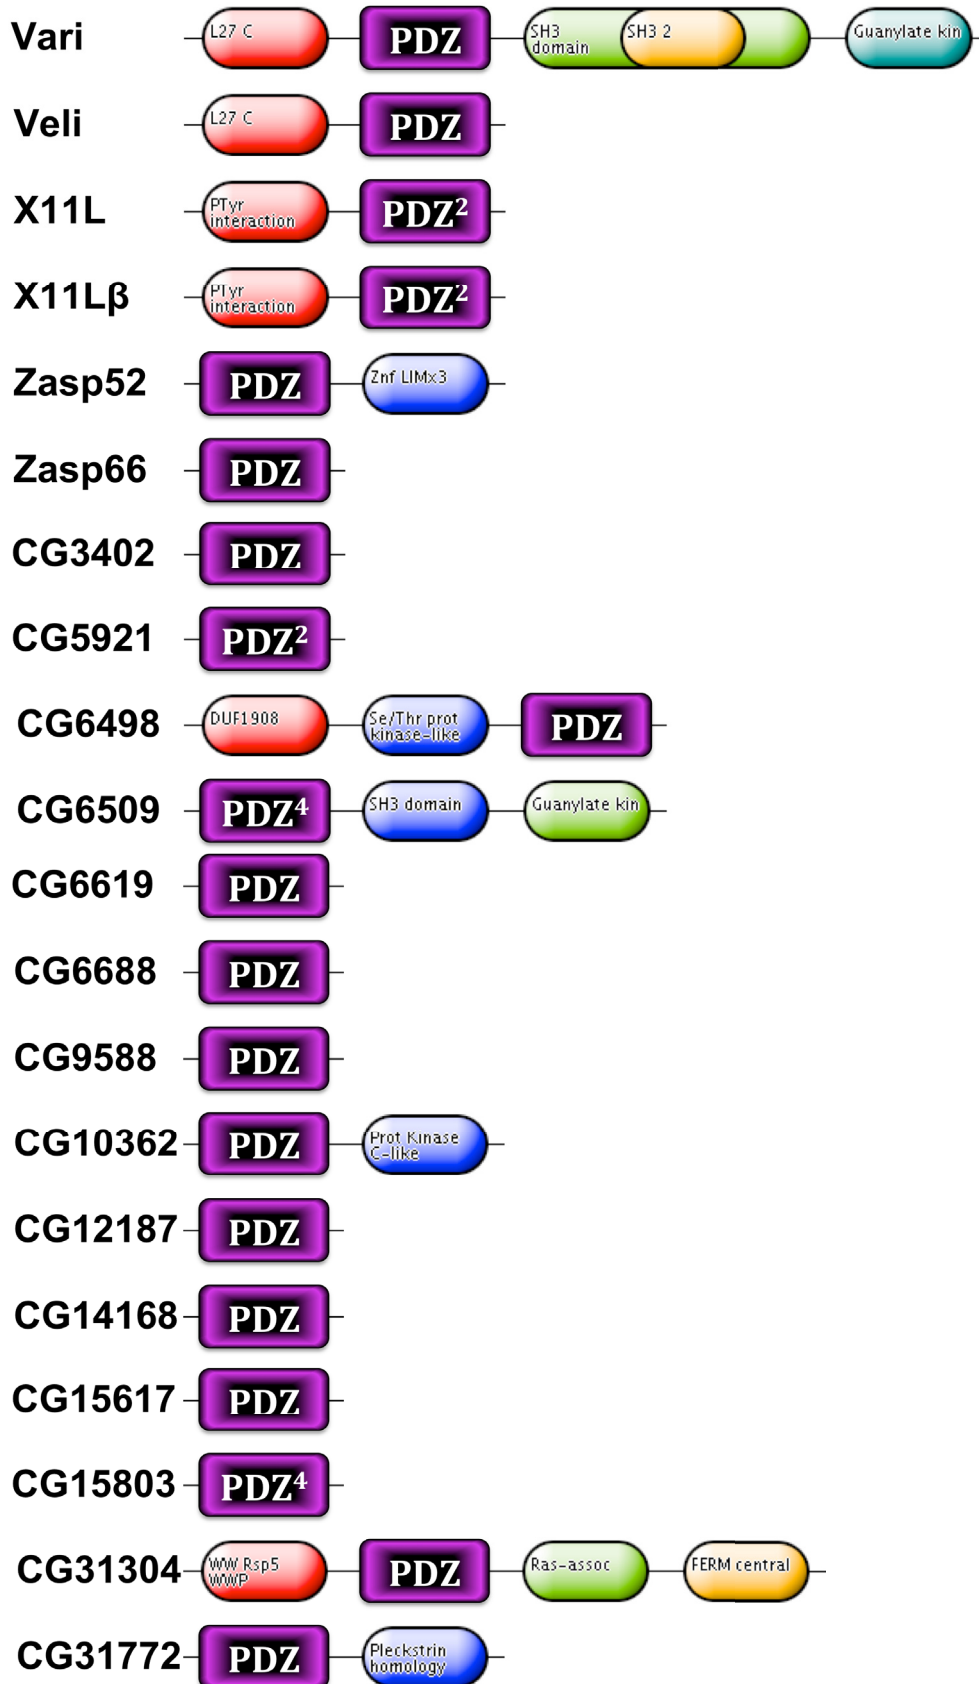 Vari L27 C PDZ SH3 domain SH3 2 Guanylate kin
Veli L27 C PDZ
X11L PTyr interaction PDZ²
X11Lβ PTyr interaction PDZ²
Zasp52 PDZ Znf LIMx3
Zasp66 PDZ
CG3402 PDZ
CG5921 PDZ²
CG6498 DUF1908 Se/Thr prot kinase-like PDZ
CG6509 PDZ⁴ SH3 domain Guanylate kin
CG6619 PDZ
CG6688 PDZ
CG9588 PDZ
CG10362 PDZ Prot Kinase C-like
CG12187 PDZ
CG14168 PDZ
CG15617 PDZ
CG15803 PDZ⁴
CG31304 WW Rsp5 WWP PDZ Ras-assoc FERM central
CG31772 PDZ Pleckstrin homology